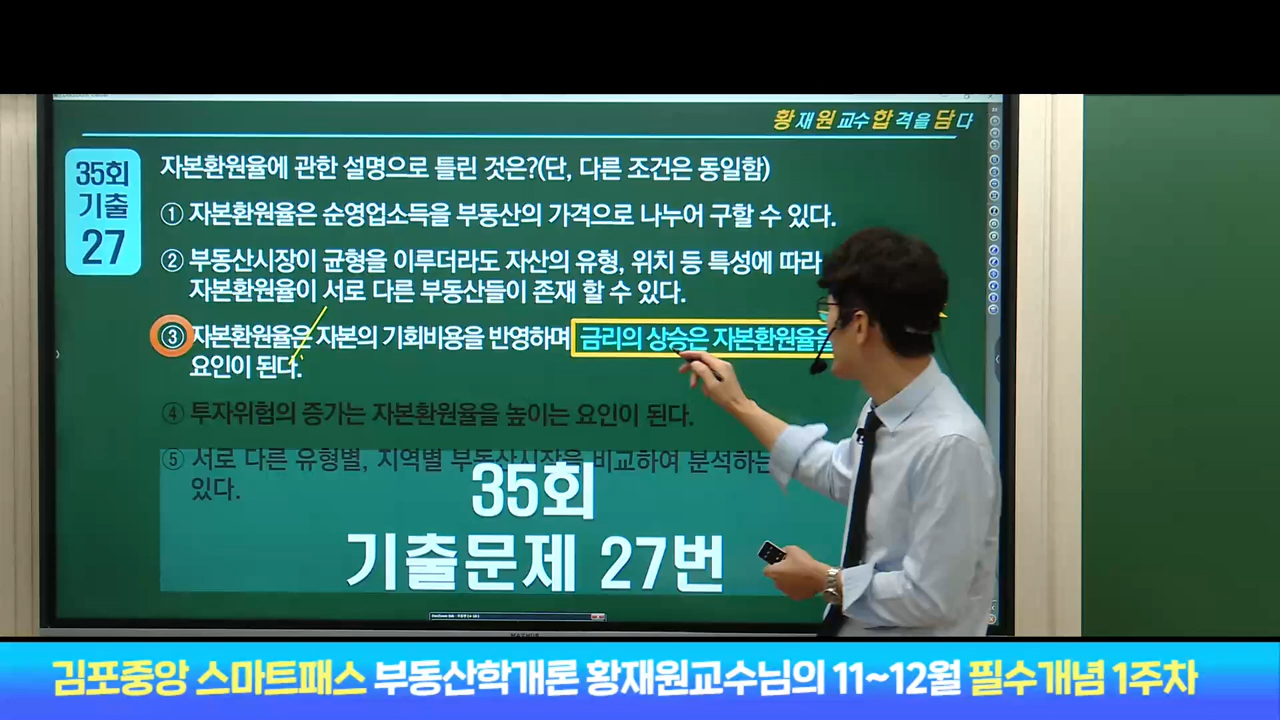 황재원 교수 합격을 담다
35회
기출
27
자본환원율에 관한 설명으로 틀린 것은?(단, 다른 조건은 동일함)
① 자본환원율은 순영업소득을 부동산의 가격으로 나누어 구할 수 있다.
② 부동산시장이 균형을 이루더라도 자산의 유형, 위치 등 특성에 따라
자본환원율이 서로 다른 부동산들이 존재 할 수 있다.
③ 자본환원율은 자본의 기회비용을 반영하며 금리의 상승은 자본환원율을
요인이 된다.
④ 투자위험의 증가는 자본환원율을 높이는 요인이 된다.
⑤ 서로 다른 유형별, 지역별 부동산시장을 비교하여 분석하는
있다.
35회
기출문제 27번
김포중앙 스마트패스 부동산학개론 황재원교수님의 11~12월 필수개념 1주차